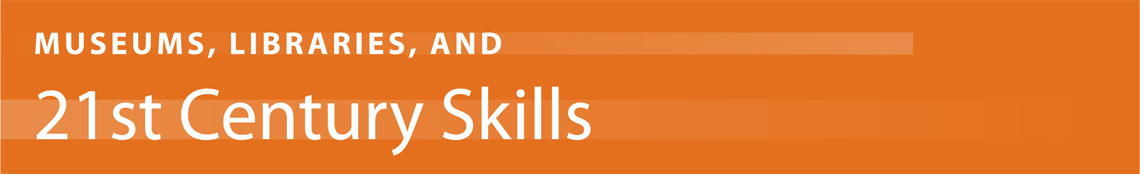 MUSEUMS, LIBRARIES, AND
21st Century Skills